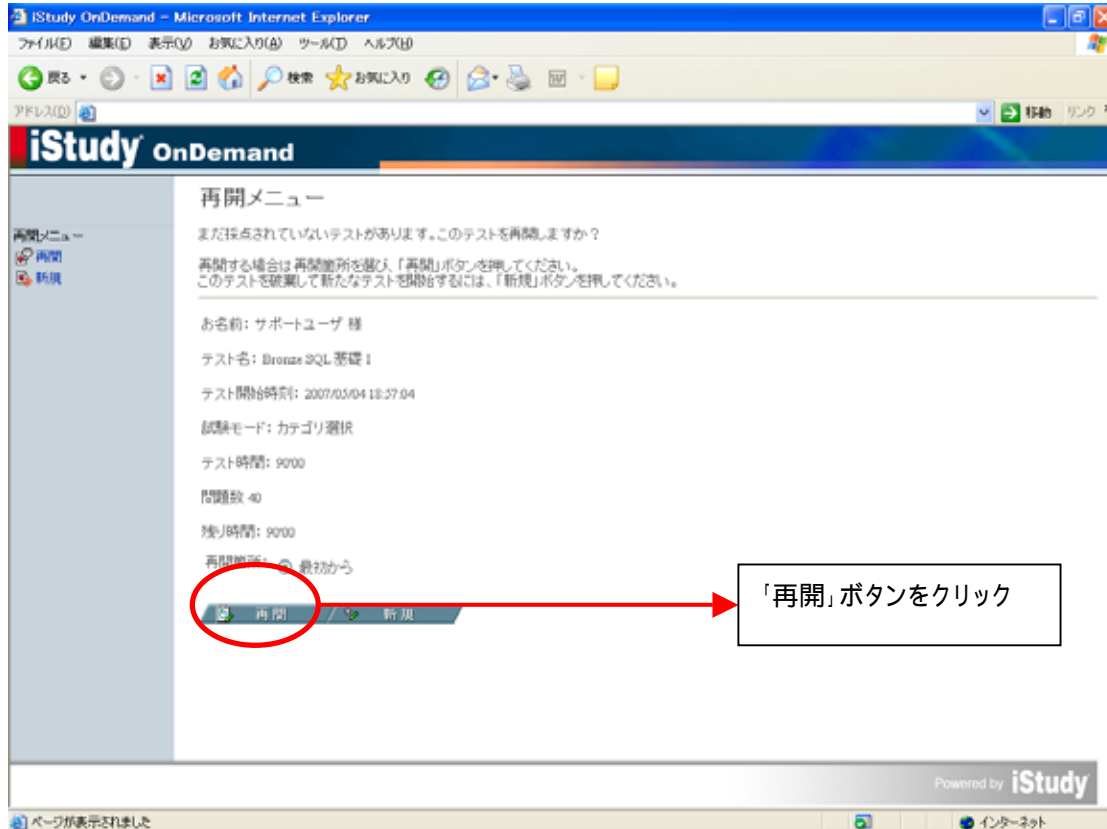 iStudy OnDemand - Microsoft Internet Explorer
ファイル(F) 編集(E) 表示(V) お気に入り(A) ツール(T) ヘルプ(H)
戻る 検索 お気に入り
アドレス(D) 移動 リンク
iStudy OnDemand
再開メニュー
再開
新規
再開メニュー
まだ採点されていないテストがあります。このテストを再開しますか？
再開する場合は再開箇所を選び、「再開」ボタンを押してください。
このテストを破棄して新たなテストを開始するには、「新規」ボタンを押してください。
お名前: サポートユーザ 様
テスト名: Bronze SQL 基礎 I
テスト開始時刻: 2007/05/04 18:57:04
試験モード: カテゴリ選択
テスト時間: 90'00
問題数 40
残り時間: 90'00
再開箇所: 最初から
再開 新規
「再開」ボタンをクリック
Powered by iStudy
ページが表示されました インターネット